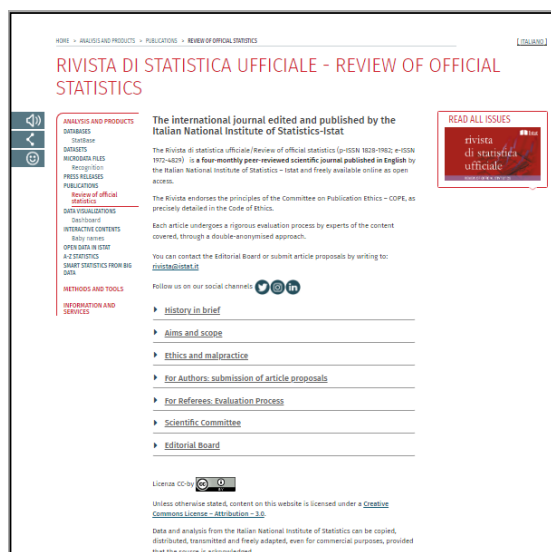 HOME > ANALYSIS AND PRODUCTS > PUBLICATIONS > REVIEW OF OFFICIAL STATISTICS
[ ITALIANO ]
RIVISTA DI STATISTICA UFFICIALE - REVIEW OF OFFICIAL
STATISTICS
ANALYSIS AND PRODUCTS
DATABASES
StatBase
DATASETS
MICRODATA FILES
Recognition
PRESS RELEASES
PUBLICATIONS
Review of official
statistics
DATA VISUALIZATIONS
Dashboard
INTERACTIVE CONTENTS
Baby names
OPEN DATA IN ISTAT
A-Z STATISTICS
SMART STATISTICS FROM BIG
DATA
METHODS AND TOOLS
INFORMATION AND
SERVICES
The international journal edited and published by the
Italian National Institute of Statistics-Istat
The Rivista di statistica ufficiale/Review of official statistics (p-ISSN 1828-1982; e-ISSN
1972-4829) is a four-monthly peer-reviewed scientific journal published in English by
the Italian National Institute of Statistics – Istat and freely available online as open
access.
The Rivista endorses the principles of the Committee on Publication Ethics – COPE, as
precisely detailed in the Code of Ethics.
Each article undergoes a rigorous evaluation process by experts of the content
covered, through a double-anonymised approach.
You can contact the Editorial Board or submit article proposals by writing to:
rivista@istat.it
Follow us on our social channels
History in brief
Aims and scope
Ethics and malpractice
For Authors: submission of article proposals
For Referees: Evaluation Process
Scientific Committee
Editorial Board
Licenza CC-by
BY
Unless otherwise stated, content on this website is licensed under a Creative
Commons License – Attribution – 3.0.
Data and analysis from the Italian National Institute of Statistics can be copied,
distributed, transmitted and freely adapted, even for commercial purposes, provided
that the source is acknowledged.
READ ALL ISSUES
Istat
rivista
di statistica
ufficiale